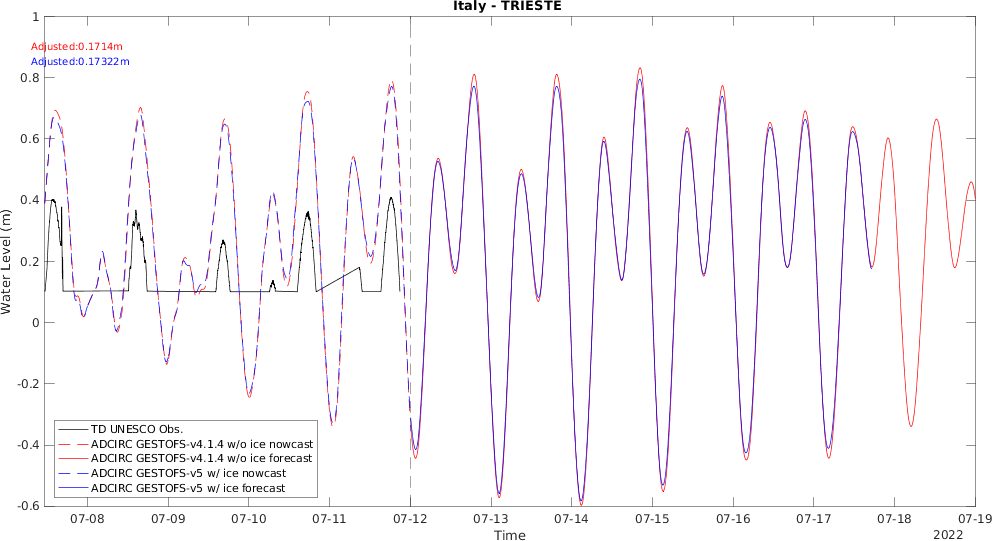 Italy - TRIESTE
Adjusted:0.1714m
Adjusted:0.17322m
Water Level (m)
1
0.8
0.6
0.4
0.2
0
-0.2
-0.4
-0.6
TD UNESCO Obs.
ADCIRC GESTOFS-v4.1.4 w/o ice nowcast
ADCIRC GESTOFS-v4.1.4 w/o ice forecast
ADCIRC GESTOFS-v5 w/ ice nowcast
ADCIRC GESTOFS-v5 w/ ice forecast
07-08 07-09 07-10 07-11 07-12 07-13 07-14 07-15 07-16 07-17 07-18 07-19
Time
2022